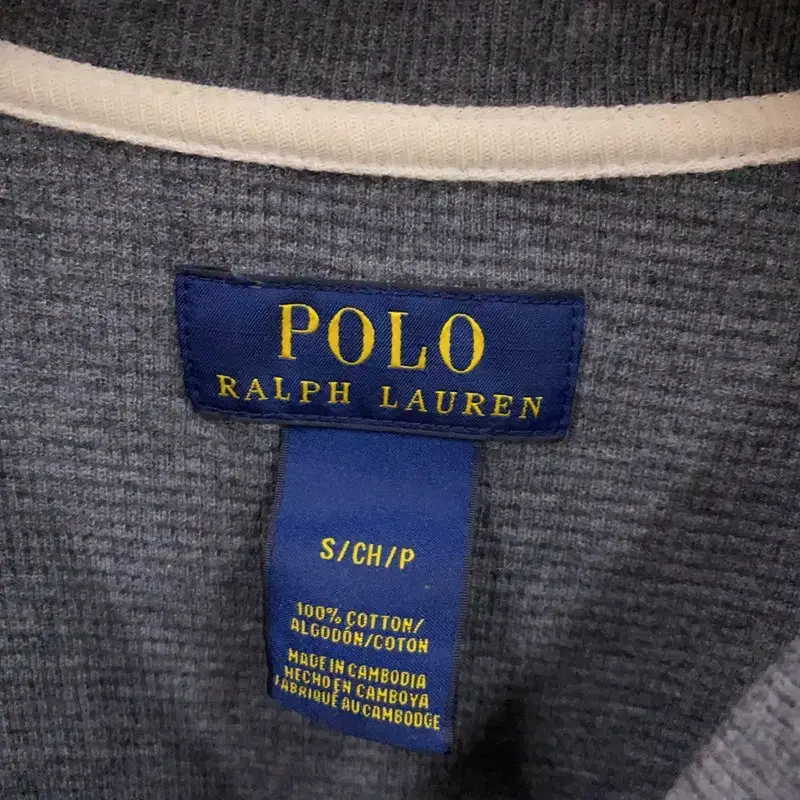 POLO
RALPH LAUREN
S/CH/P
100% COTTON/
ALGODÓN/COTON
MADE IN CAMBODIA
HECHO EN CAMBOYA
FABRIQUÉ AU CAMBODGE